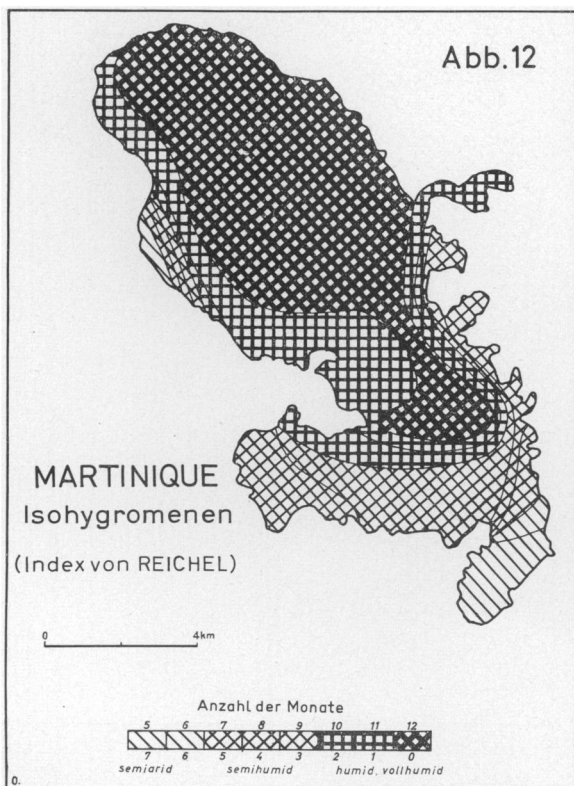 Abb.12
MARTINIQUE
Isohygromenen
(Index von REICHEL)
0 4km
Anzahl der Monate
5 6 7 8 9 10 11 12
7 6 5 4 3 2 1 0
semiarid semihumid humid, vollhumid
0.